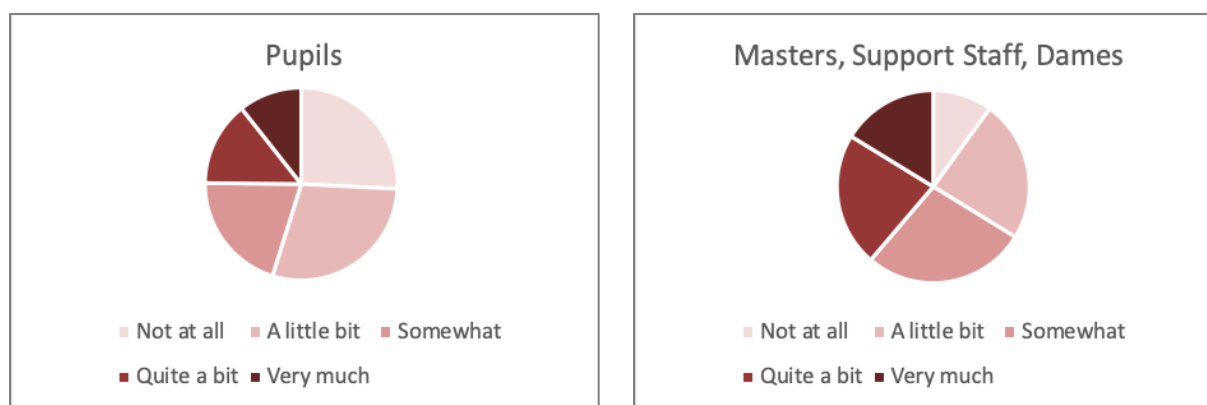 Pupils
Not at all
A little bit
Somewhat
Quite a bit
Very much
Masters, Support Staff, Dames
Not at all
A little bit
Somewhat
Quite a bit
Very much